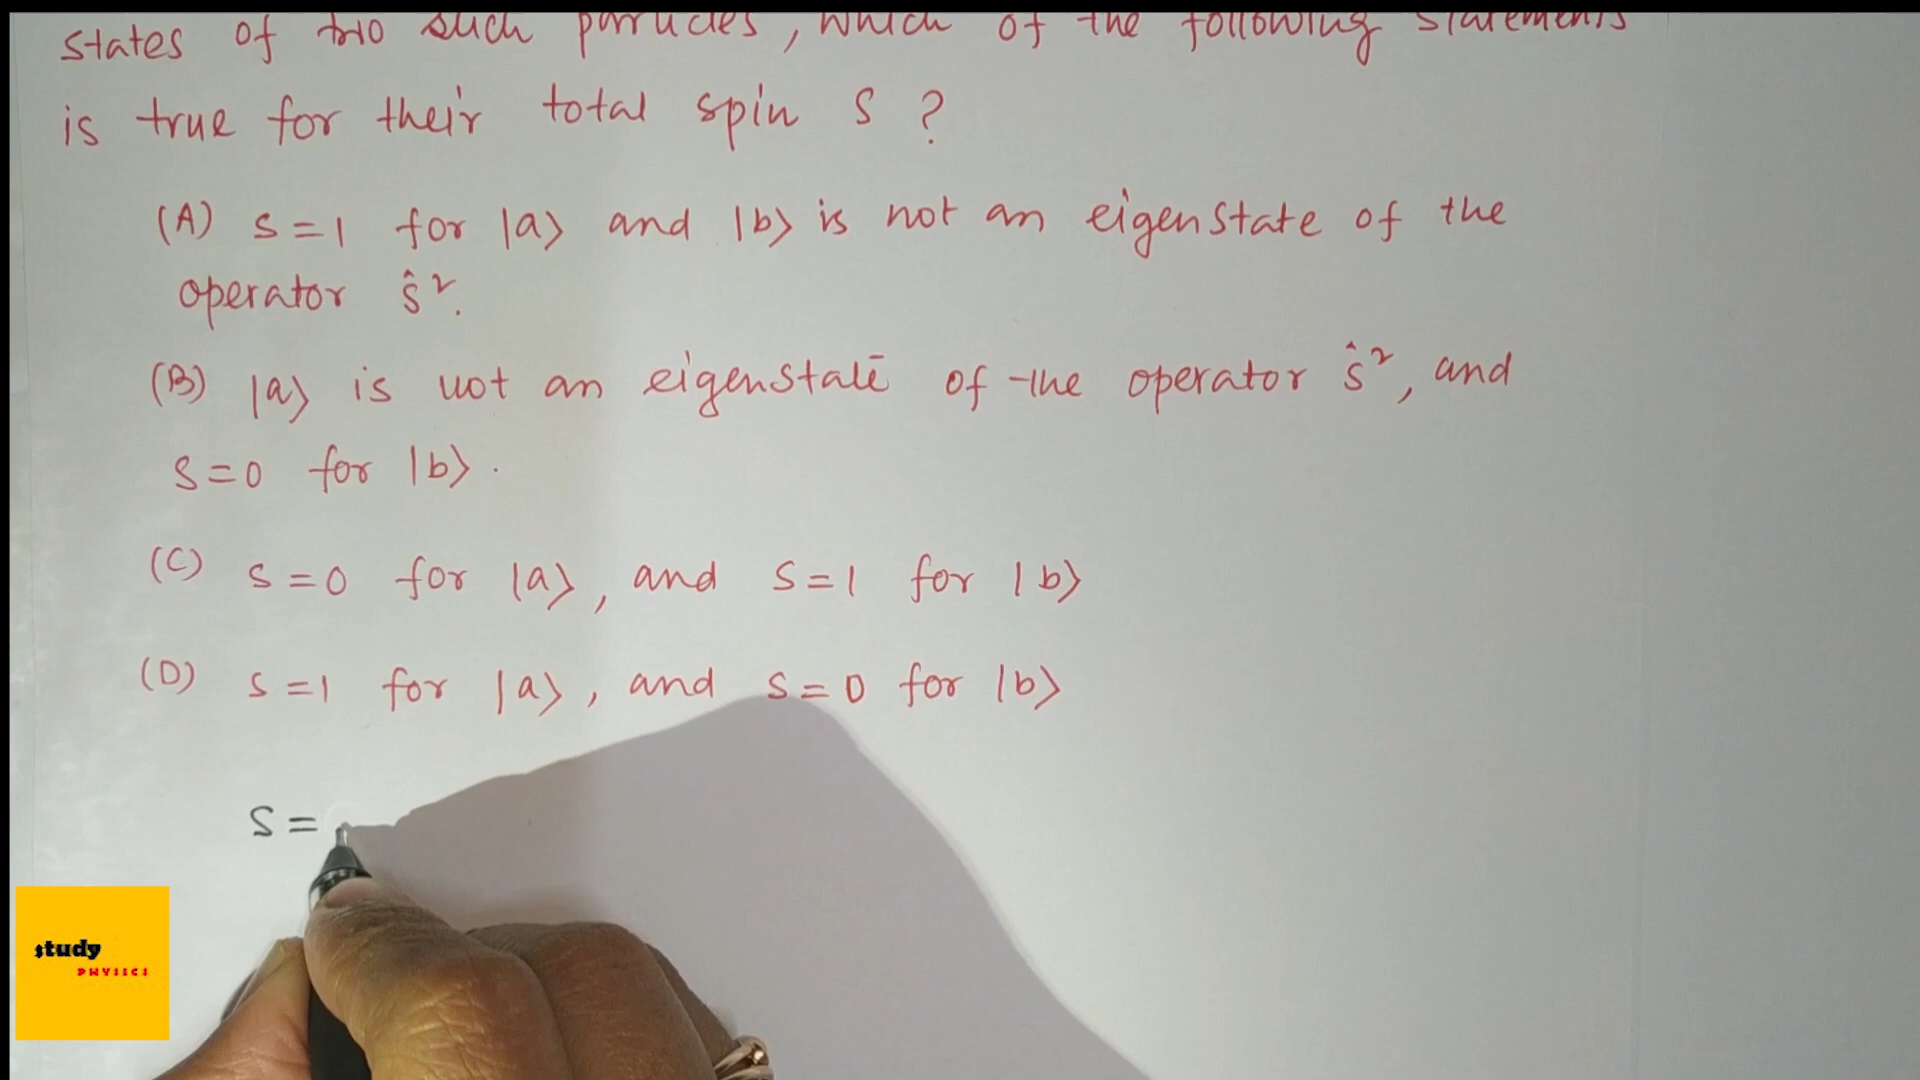 states of two such particles, which of the following statements
is true for their total spin S ?
(A) S=1 for |a⟩ and |b⟩ is not an eigenstate of the
operator ŝ².
(B) |a⟩ is not an eigenstate of the operator ŝ², and
S=0 for |b⟩.
(C) S=0 for |a⟩, and S=1 for |b⟩
(D) S=1 for |a⟩, and S=0 for |b⟩
S=
study
PHYSICS